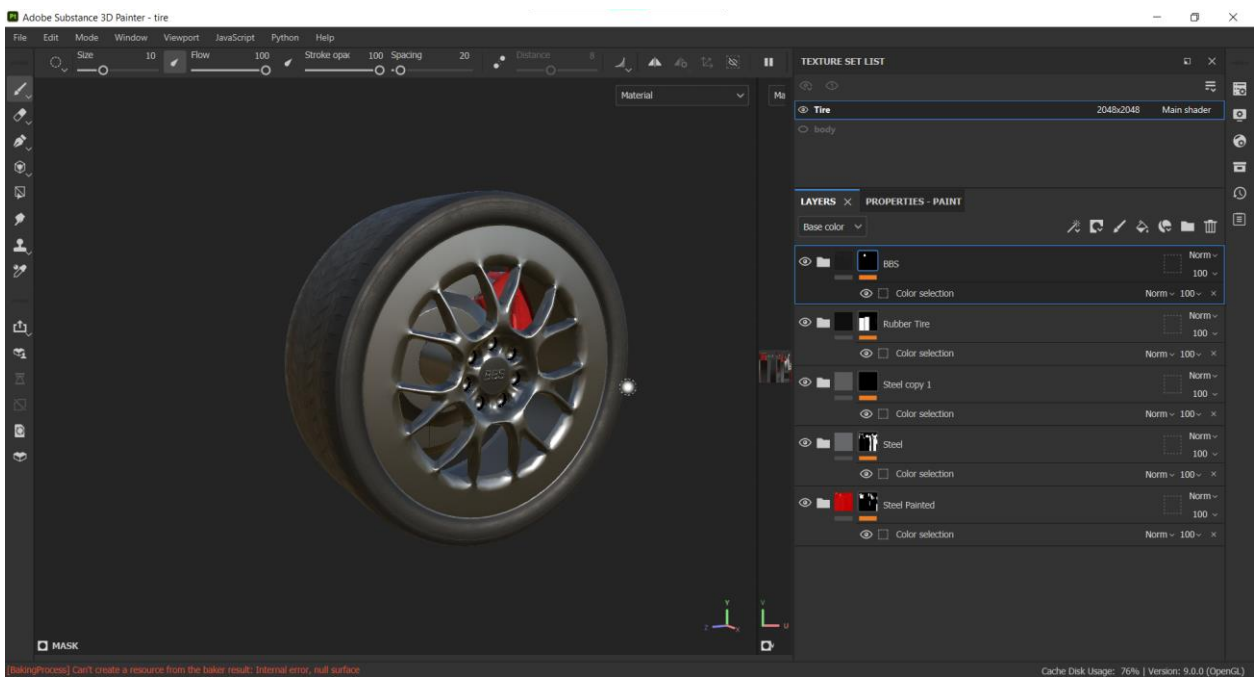 Adobe Substance 3D Painter - tire
File Edit Mode Window Viewport JavaScript Python Help
Size 10 Flow 100 Stroke opac 100 Spacing 20 Distance 8
Material
Ma
TEXTURE SET LIST
Tire 2048x2048 Main shader
body
LAYERS PROPERTIES - PAINT
Base color
BBS Norm
100
Color selection Norm 100
Rubber Tire Norm
100
Color selection Norm 100
Steel copy 1 Norm
100
Color selection Norm 100
Steel Norm
100
Color selection Norm 100
Steel Painted Norm
100
Color selection Norm 100
BBS
Y
Z X
Y
U
MASK
[BakingProcess] Can't create a resource from the baker result: Internal error, null surface
Cache Disk Usage: 76% | Version: 9.0.0 (OpenGL)